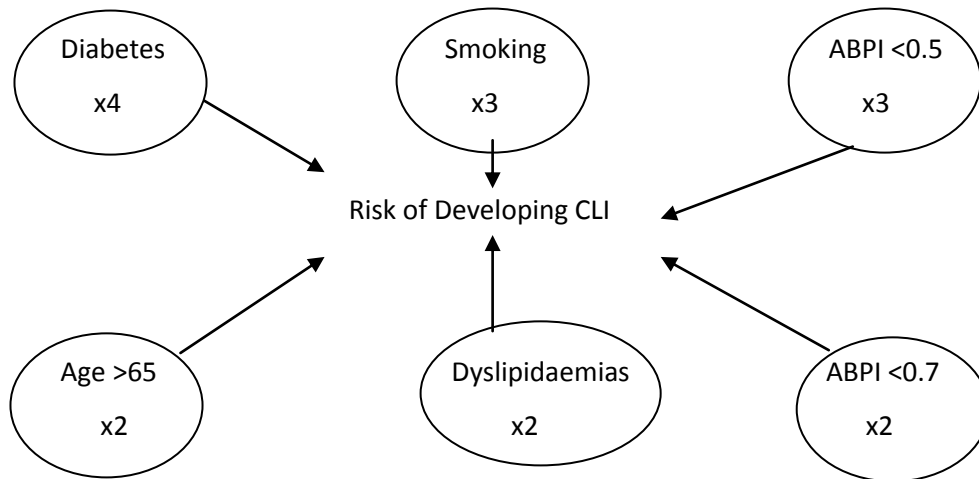 Diabetes
x4
Smoking
x3
ABPI <0.5
x3
Risk of Developing CLI
Age >65
x2
Dyslipidaemias
x2
ABPI <0.7
x2